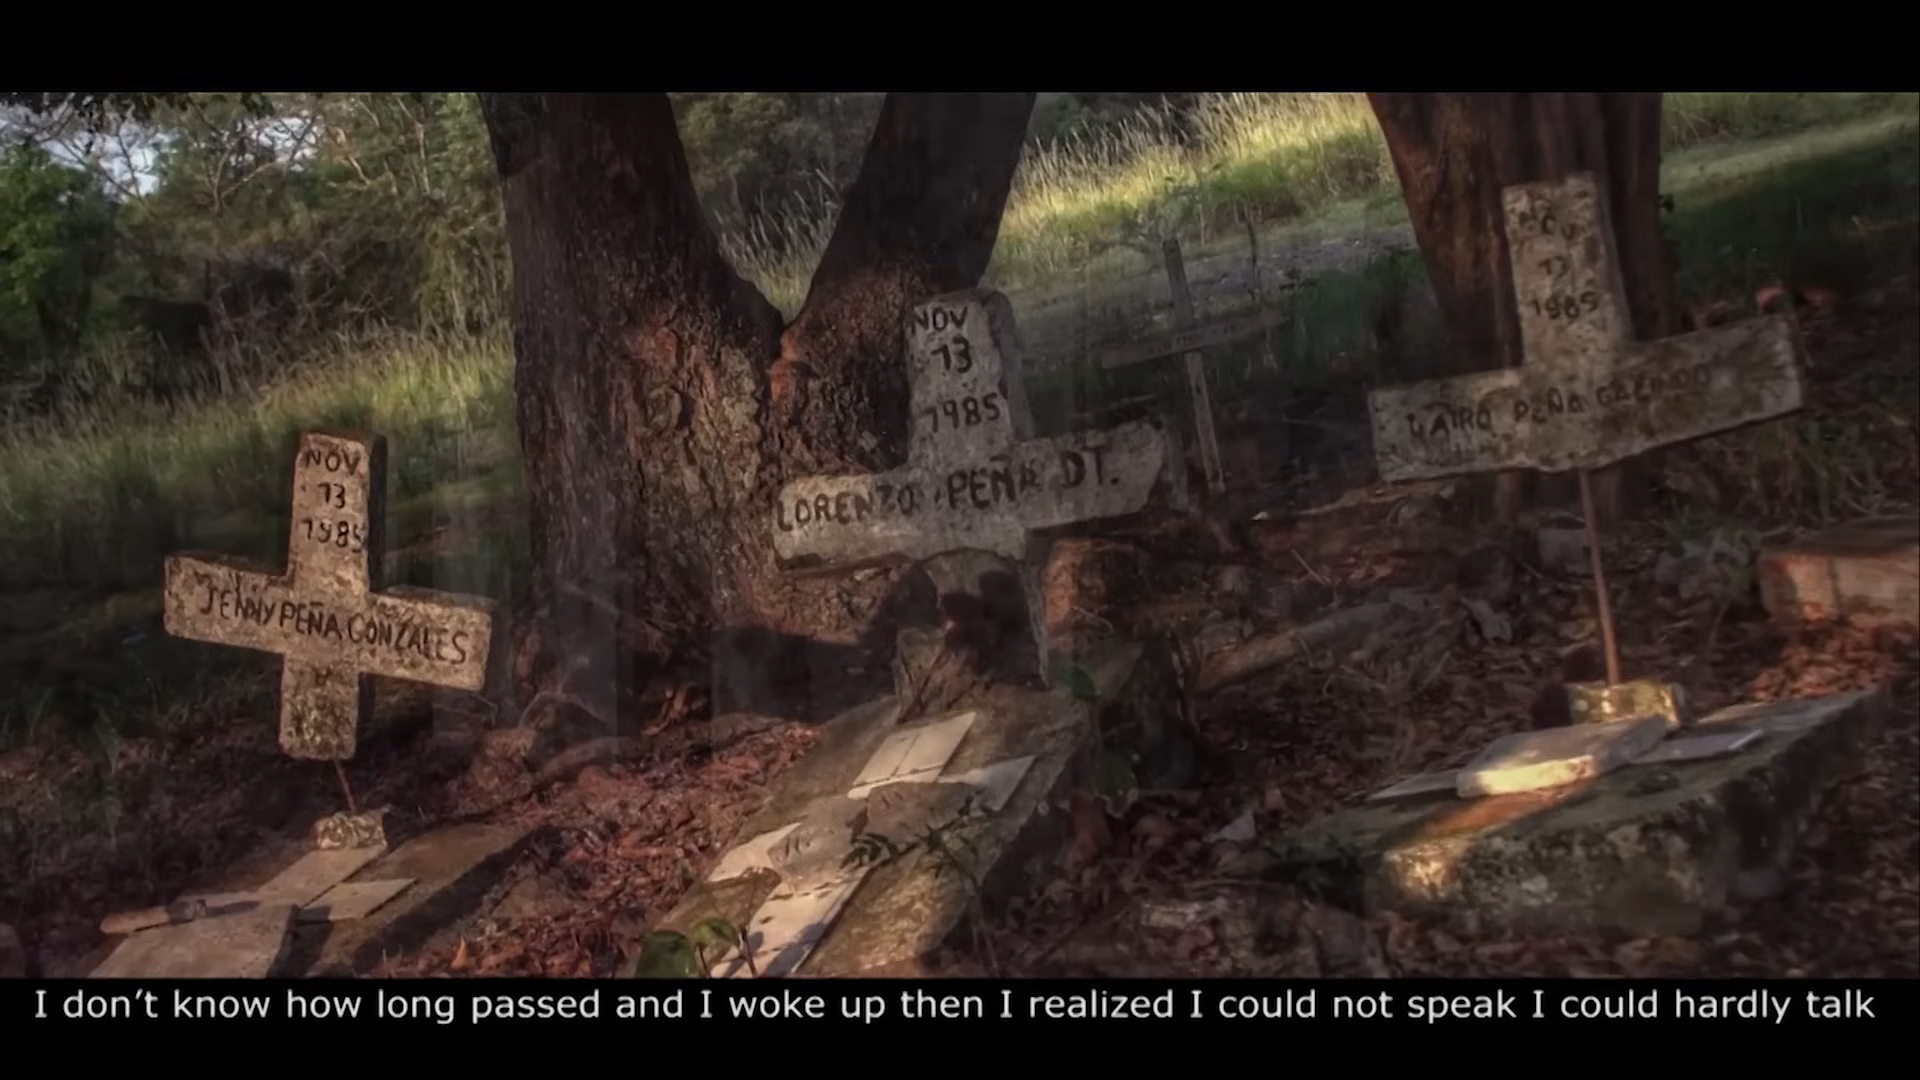 NOV
13
1985
JENNY PEÑA GONZALES
NOV
13
1985
LORENZO PEÑA DT.
13
1985
PEÑA
I don’t know how long passed and I woke up then I realized I could not speak I could hardly talk